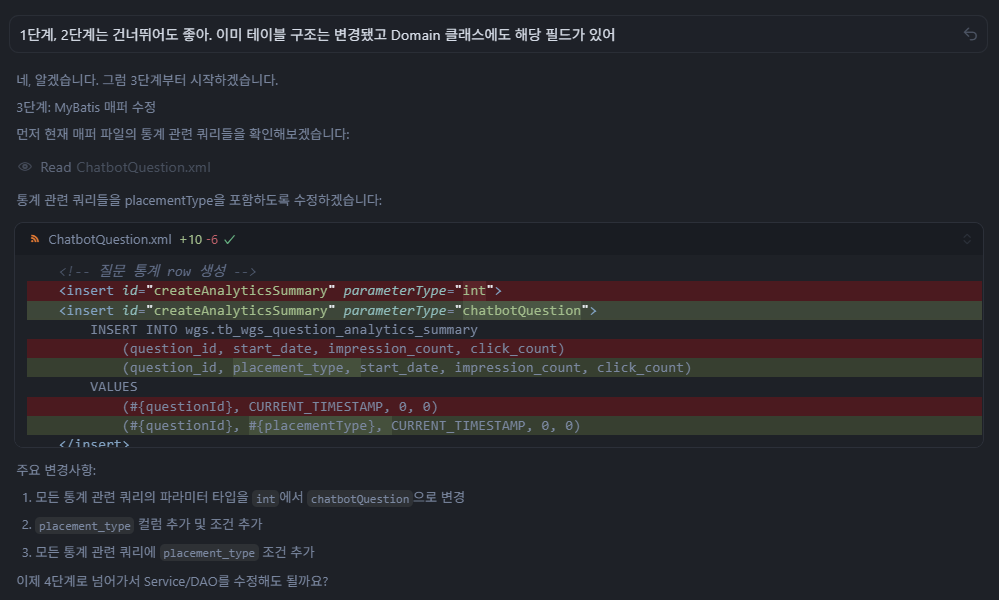 1단계, 2단계는 건너뛰어도 좋아. 이미 테이블 구조는 변경됐고 Domain 클래스에도 해당 필드가 있어
네, 알겠습니다. 그럼 3단계부터 시작하겠습니다.
3단계: MyBatis 매퍼 수정
먼저 현재 매퍼 파일의 통계 관련 쿼리들을 확인해보겠습니다:
Read ChatbotQuestion.xml
통계 관련 쿼리들을 placementType을 포함하도록 수정하겠습니다:
ChatbotQuestion.xml +10 -6
<!-- 질문 통계 row 생성 -->
<insert id="createAnalyticsSummary" parameterType="int">
<insert id="createAnalyticsSummary" parameterType="chatbotQuestion">
INSERT INTO wgs.tb_wgs_question_analytics_summary
(question_id, start_date, impression_count, click_count)
(question_id, placement_type, start_date, impression_count, click_count)
VALUES
(#{questionId}, CURRENT_TIMESTAMP, 0, 0)
(#{questionId}, #{placementType}, CURRENT_TIMESTAMP, 0, 0)
</insert>
주요 변경사항:
1. 모든 통계 관련 쿼리의 파라미터 타입을 int에서 chatbotQuestion으로 변경
2. placement_type 컬럼 추가 및 조건 추가
3. 모든 통계 관련 쿼리에 placement_type 조건 추가
이제 4단계로 넘어가서 Service/DAO를 수정해도 될까요?